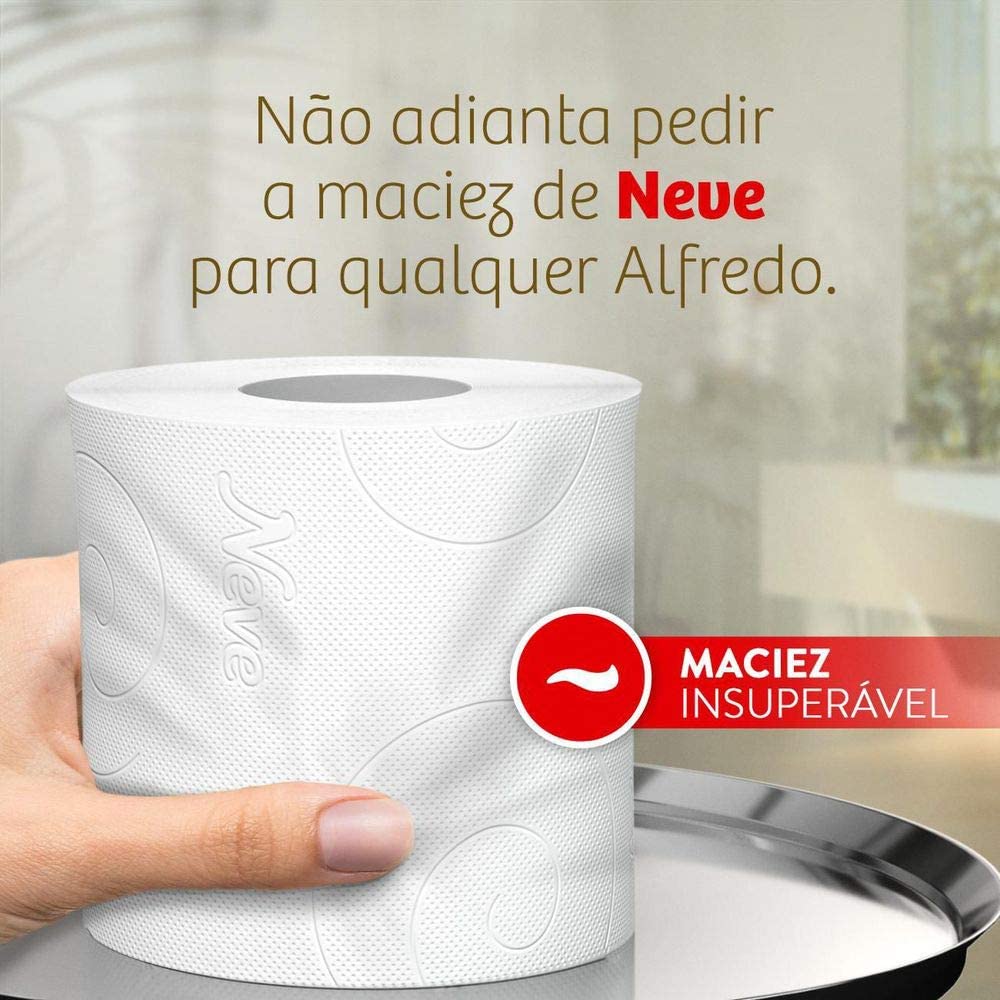 Não adianta pedir
a maciez de Neve
para qualquer Alfredo.
Neve
MACIEZ
INSUPERÁVEL